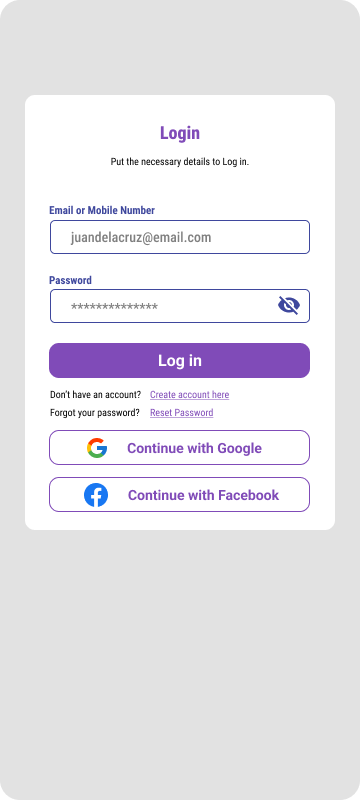 Login
Put the necessary details to Log in.
Email or Mobile Number
juandelacruz@email.com
Password
**************
Log in
Don't have an account? Create account here
Forgot your password? Reset Password
Continue with Google
Continue with Facebook